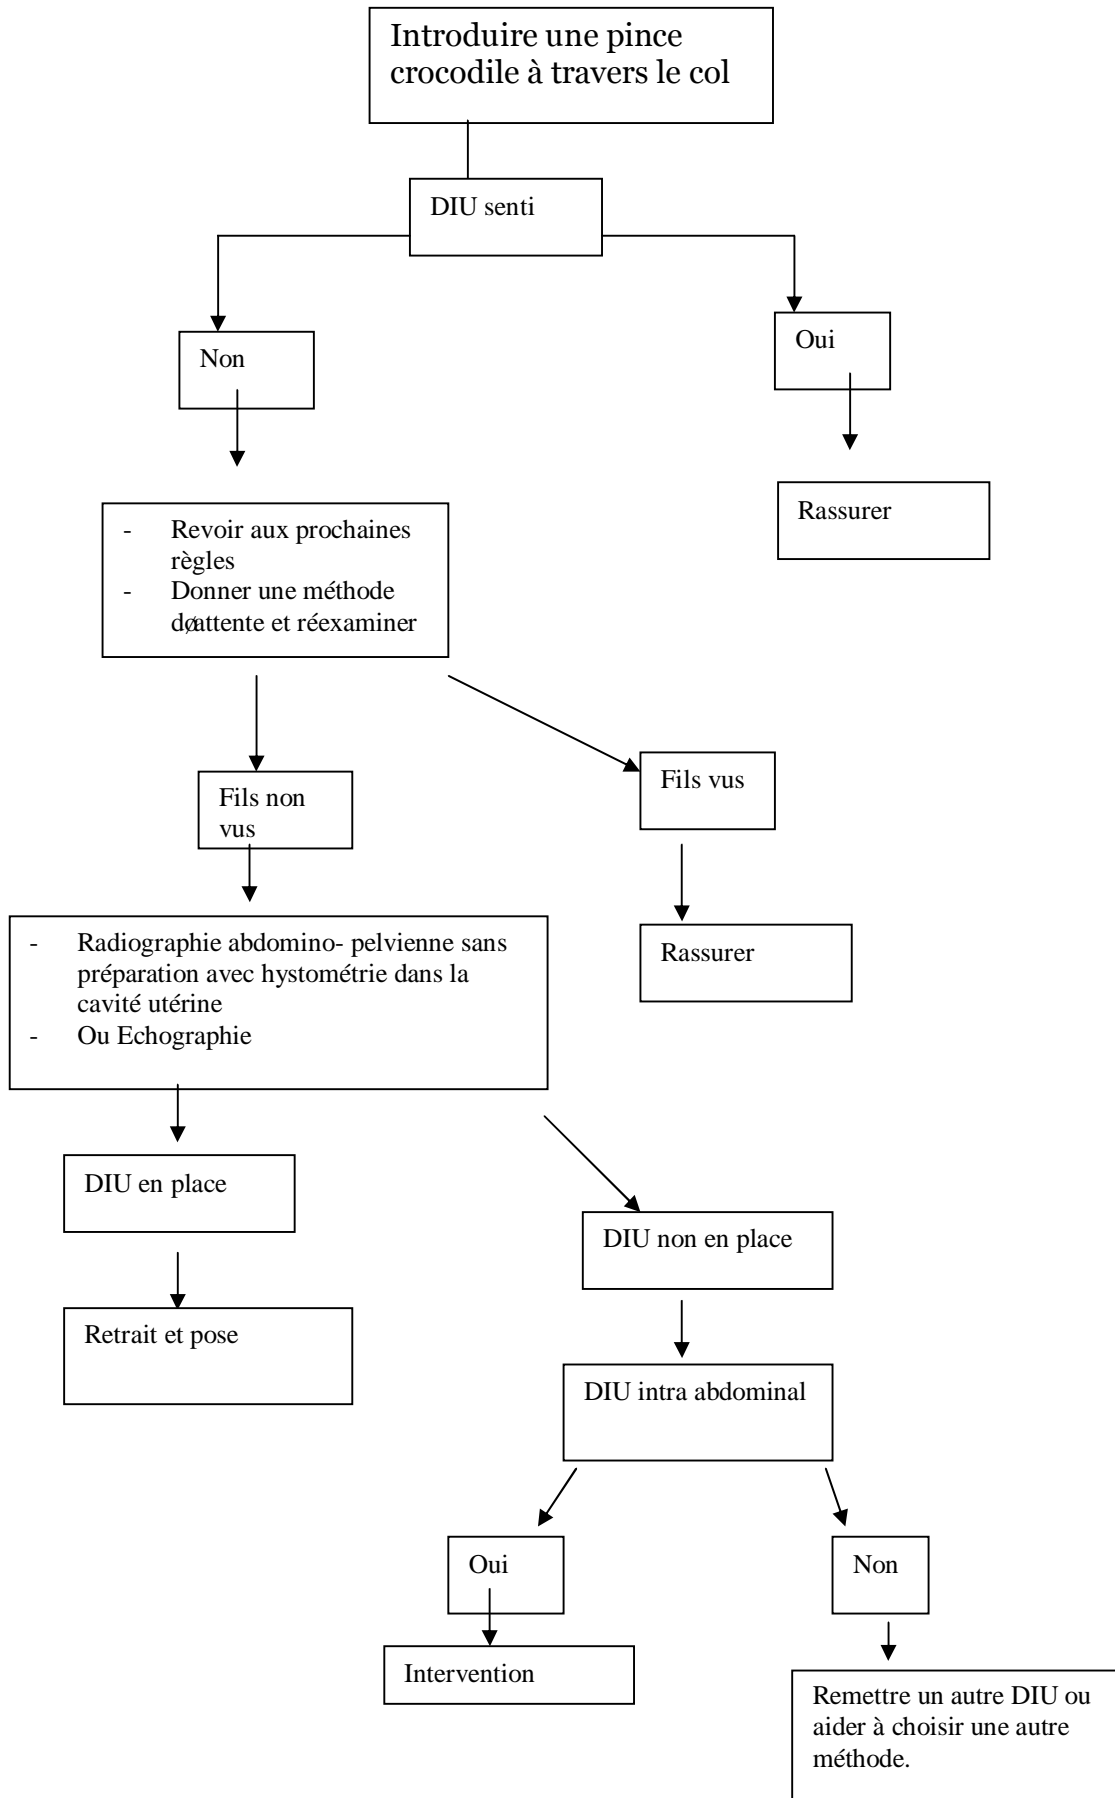 Introduire une pince
crocodile à travers le col
DIU senti
Non
Oui
- Revoir aux prochaines
règles
- Donner une méthode
døattente et réexaminer
Rassurer
Fils non
vus
Fils vus
Rassurer
- Radiographie abdomino- pelvienne sans
préparation avec hystométrie dans la
cavité utérine
- Ou Echographie
DIU en place
DIU non en place
Retrait et pose
DIU intra abdominal
Oui
Non
Intervention
Remettre un autre DIU ou
aider à choisir une autre
méthode.